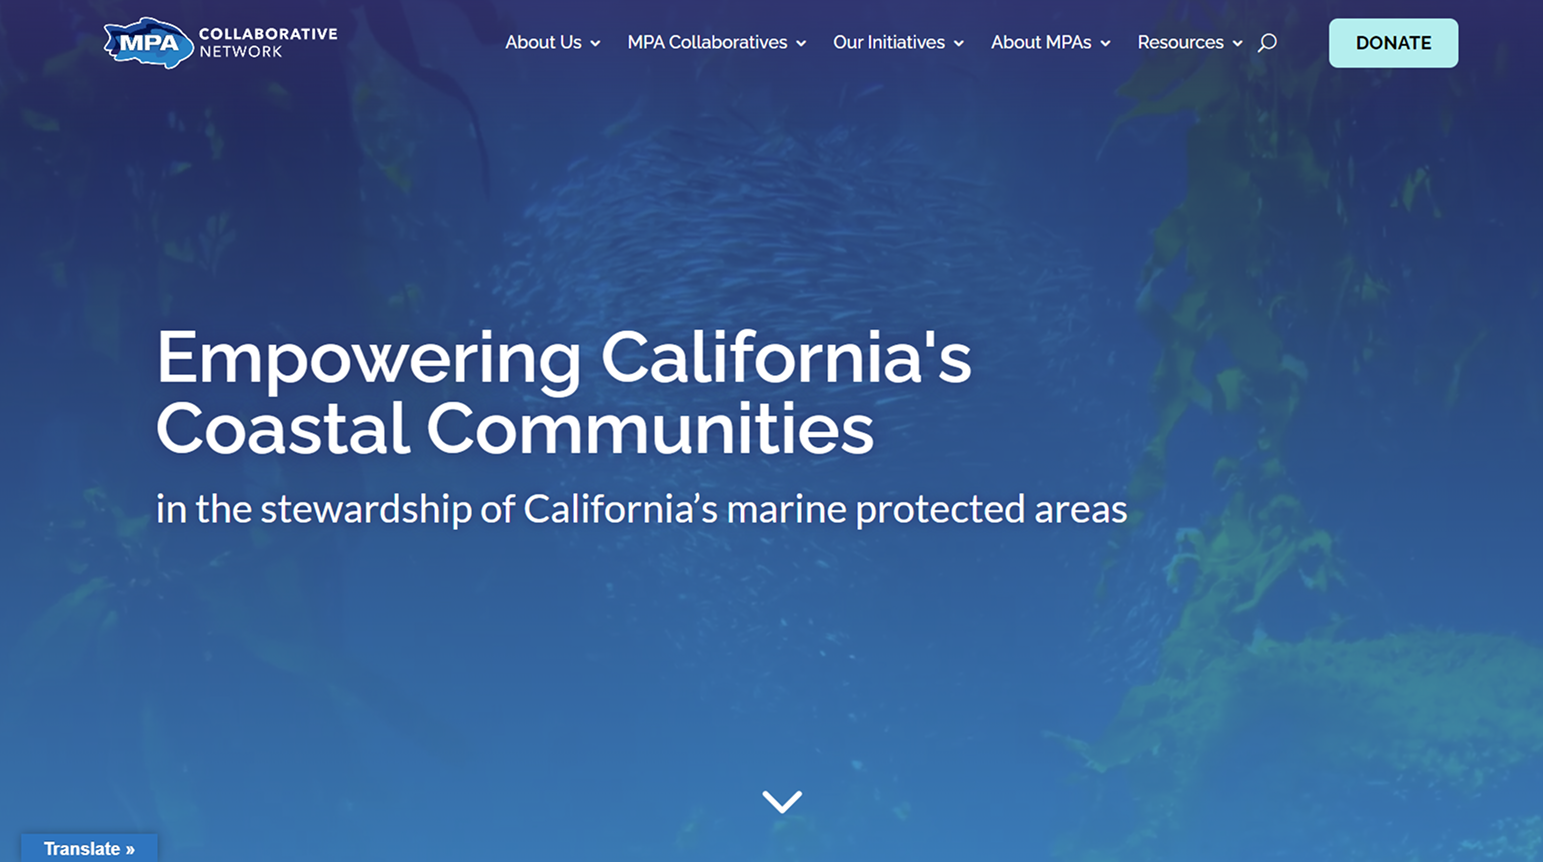 MPA COLLABORATIVE
NETWORK
About Us
MPA Collaboratives
Our Initiatives
About MPAs
Resources
DONATE
Empowering California's
Coastal Communities
in the stewardship of California’s marine protected areas
Translate »